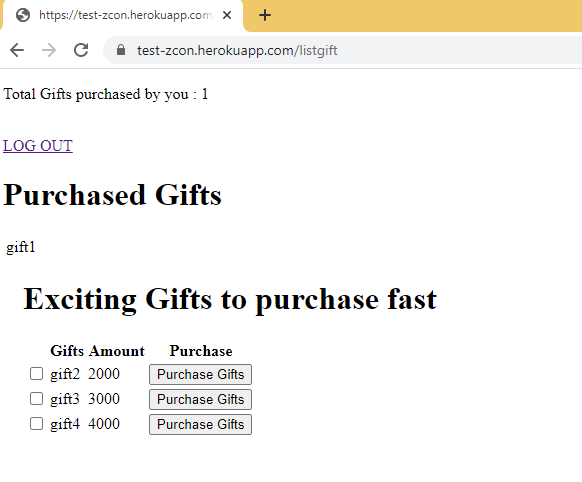 https://test-zcon.herokuapp.com
test-zcon.herokuapp.com/listgift
Total Gifts purchased by you : 1
LOG OUT
Purchased Gifts
gift1
Exciting Gifts to purchase fast
Gifts Amount Purchase
gift2 2000 Purchase Gifts
gift3 3000 Purchase Gifts
gift4 4000 Purchase Gifts